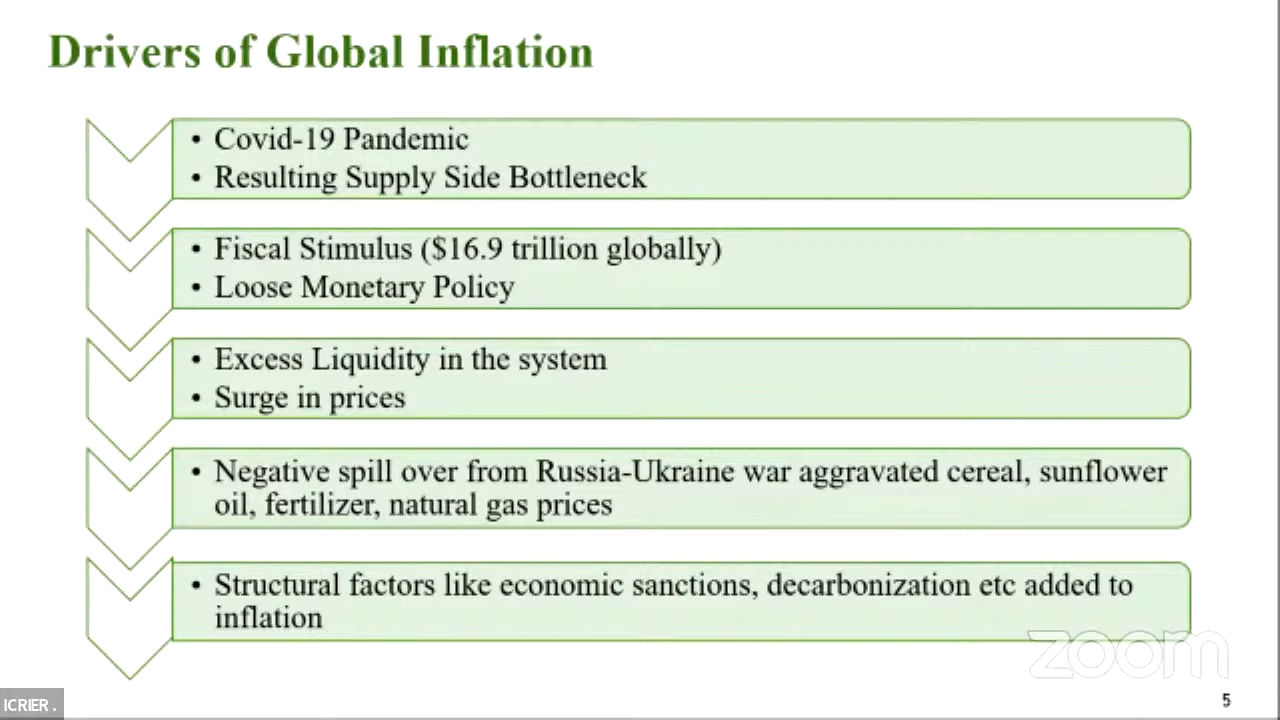 Drivers of Global Inflation
• Covid-19 Pandemic
• Resulting Supply Side Bottleneck
• Fiscal Stimulus ($16.9 trillion globally)
• Loose Monetary Policy
• Excess Liquidity in the system
• Surge in prices
• Negative spill over from Russia-Ukraine war aggravated cereal, sunflower
oil, fertilizer, natural gas prices
• Structural factors like economic sanctions, decarbonization etc added to
inflation
zoom
5
ICRIER .